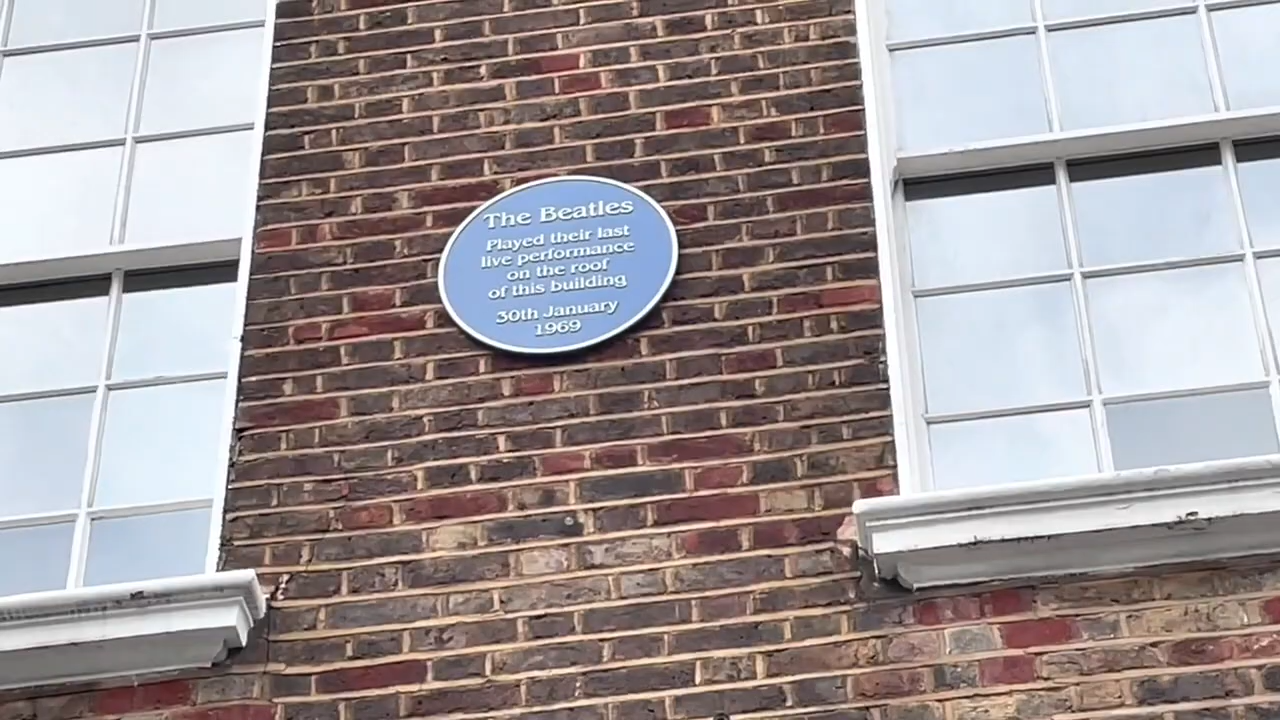 The Beatles
Played their last
live performance
on the roof
of this building
30th January
1969